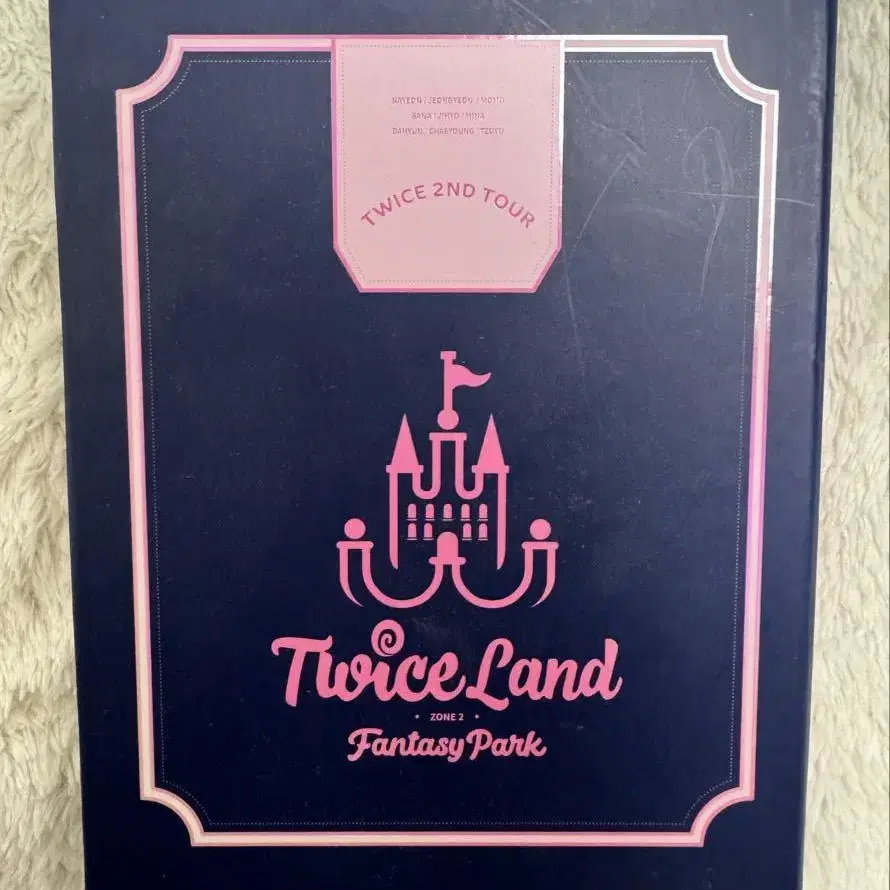 NAYEON / JEONGYEON / MOMO
SANA / JIHYO / MINA
DAHYUN / CHAEYOUNG / TZUYU
TWICE 2ND TOUR
Twice Land
• ZONE 2 •
Fantasy Park